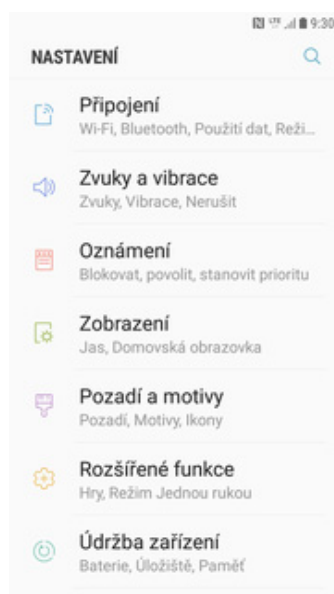 9:30
NASTAVENÍ
Připojení
Wi-Fi, Bluetooth, Použití dat, Reži...
Zvuky a vibrace
Zvuky, Vibrace, Nerušit
Oznámení
Blokovat, povolit, stanovit prioritu
Zobrazení
Jas, Domovská obrazovka
Pozadí a motivy
Pozadí, Motivy, Ikony
Rozšířené funkce
Hry, Režim Jednou rukou
Údržba zařízení
Baterie, Úložiště, Paměť